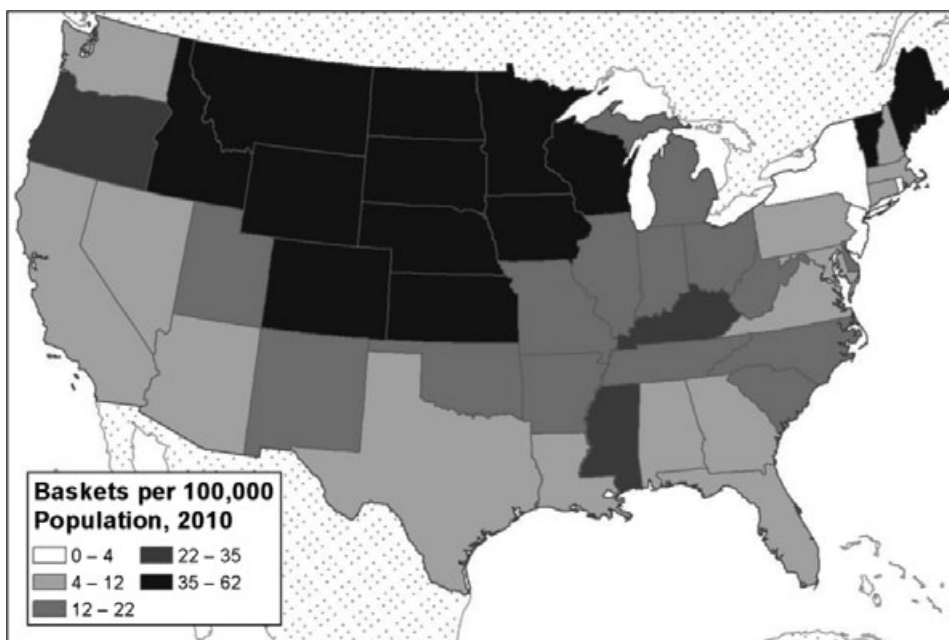 Baskets per 100,000
Population, 2010
0 – 4
22 – 35
4 – 12
35 – 62
12 – 22